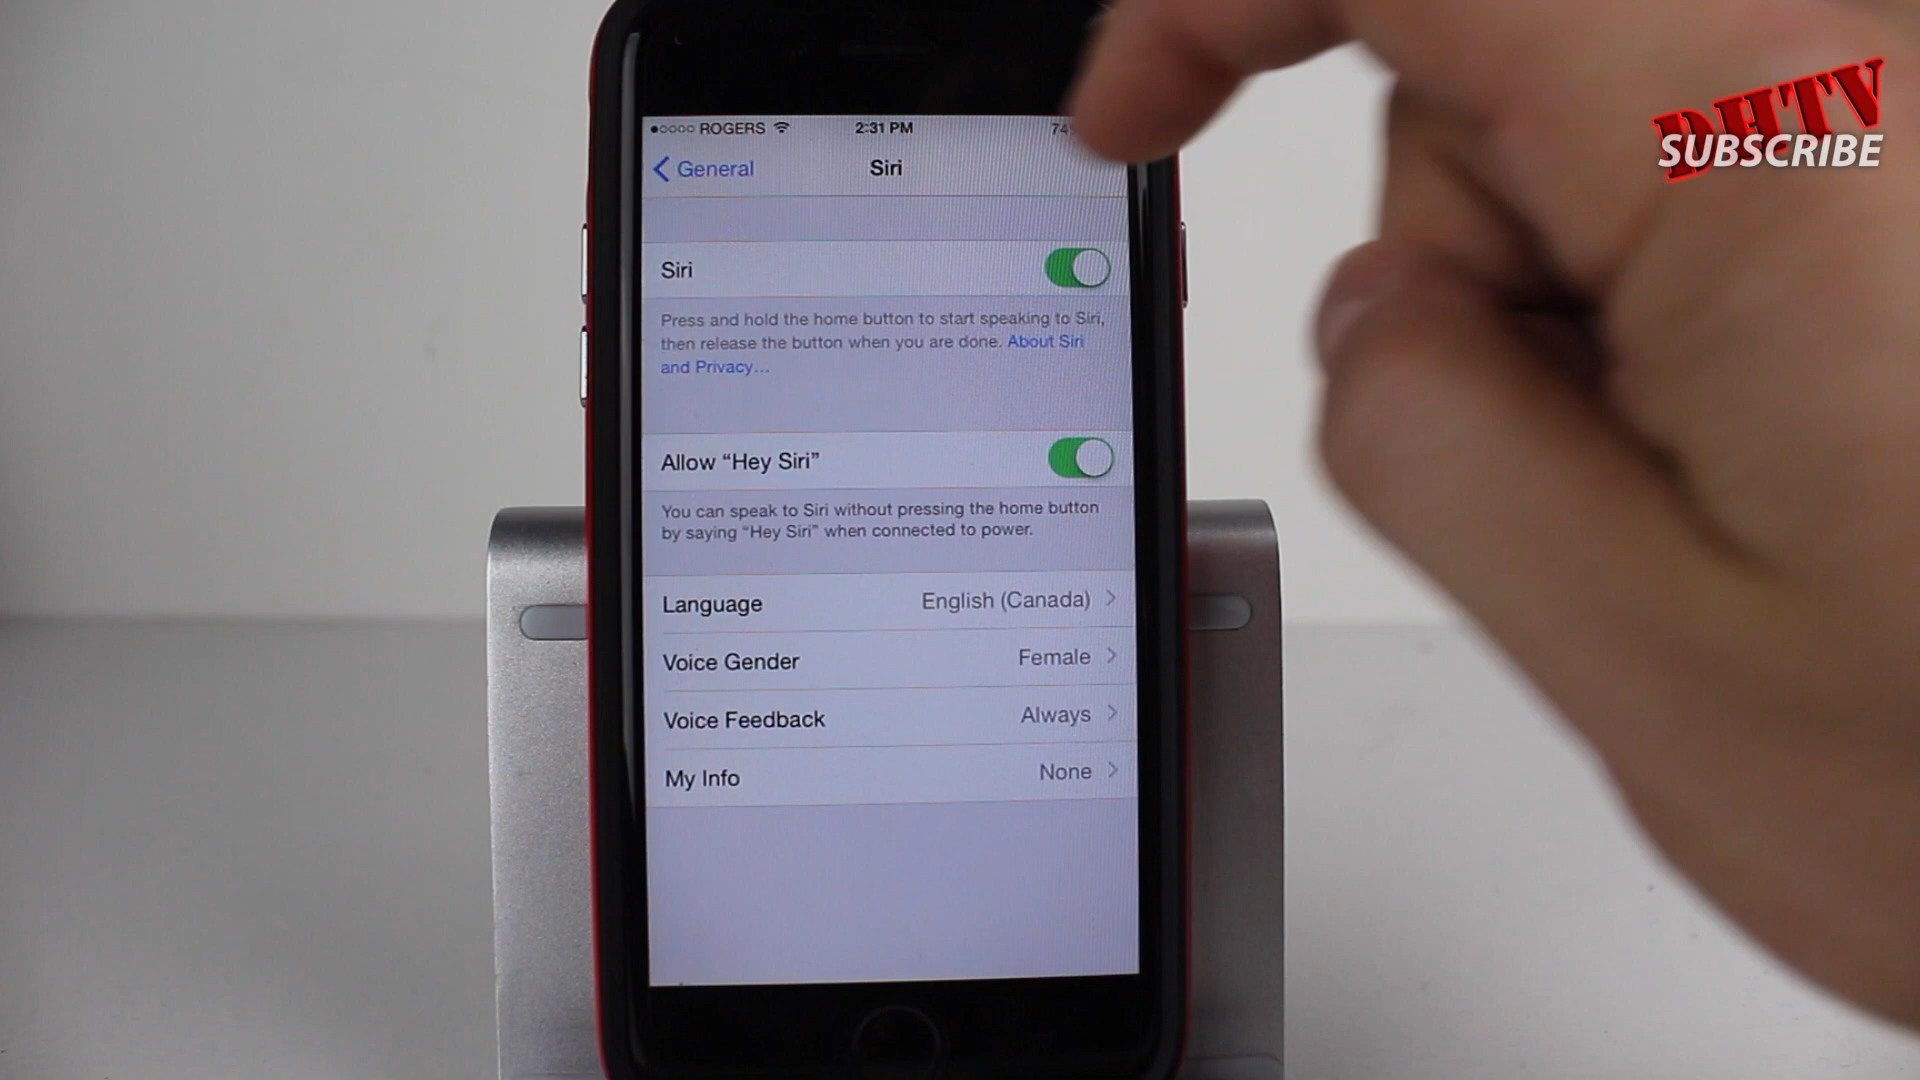 ROGERS 2:31 PM
DHTV
SUBSCRIBE
General Siri
Siri
Press and hold the home button to start speaking to Siri,
then release the button when you are done. About Siri
and Privacy...
Allow “Hey Siri”
You can speak to Siri without pressing the home button
by saying “Hey Siri” when connected to power.
Language English (Canada)
Voice Gender Female
Voice Feedback Always
My Info None